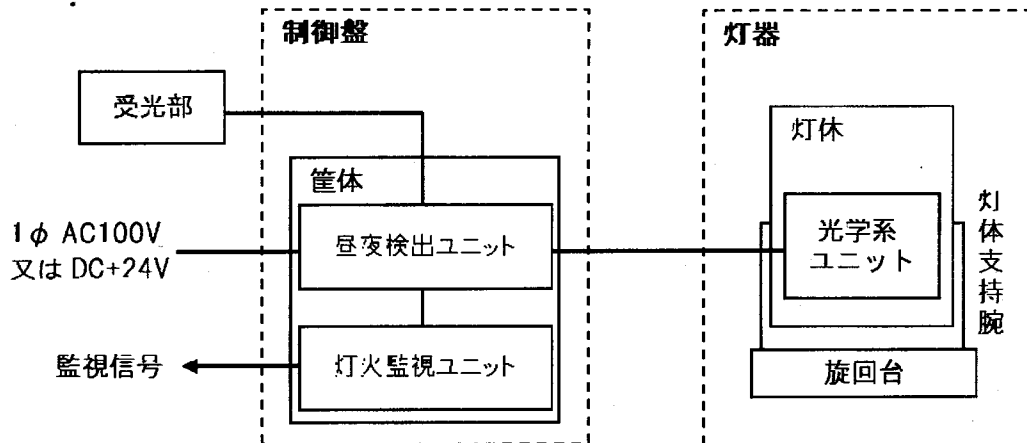 制御盤
灯器
受光部
灯体
筐体
1φ AC100V
又は DC+24V
昼夜検出ユニット
光学系
ユニット
灯体支持腕
監視信号
灯火監視ユニット
旋回台